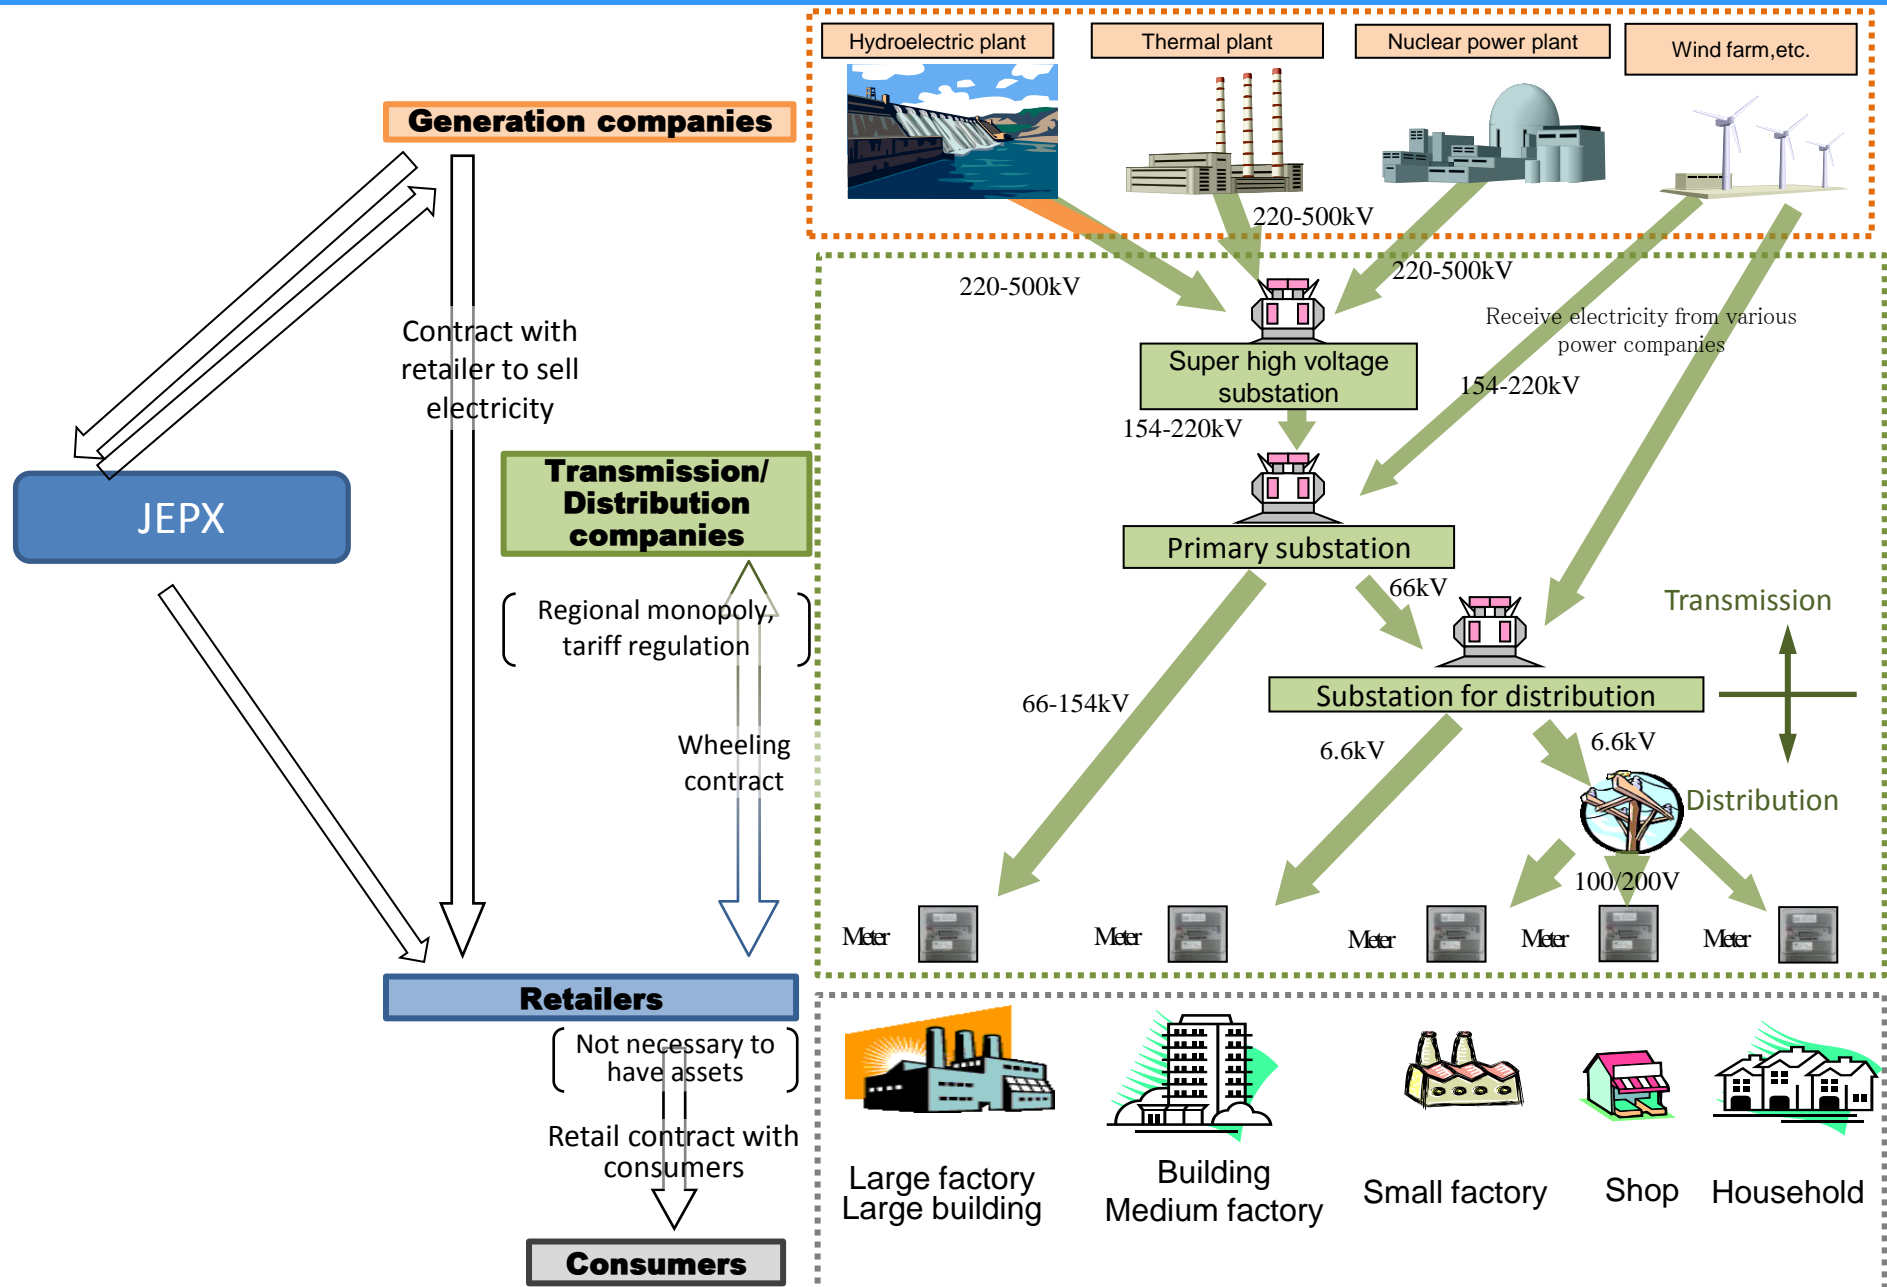 Hydroelectric plant
Thermal plant
Nuclear power plant
Wind farm,etc.
Generation companies
220-500kV
220-500kV
220-500kV
Receive electricity from various
power companies
Contract with
retailer to sell
electricity
Super high voltage
substation
154-220kV
154-220kV
JEPX
Transmission/
Distribution
companies
Primary substation
66kV
Regional monopoly,
tariff regulation
Transmission
66-154kV
Substation for distribution
Wheeling
contract
6.6kV
6.6kV
Distribution
100/200V
Meter
Meter
Meter
Meter
Meter
Retailers
Not necessary to
have assets
Retail contract with
consumers
Large factory
Large building
Building
Medium factory
Small factory
Shop
Household
Consumers